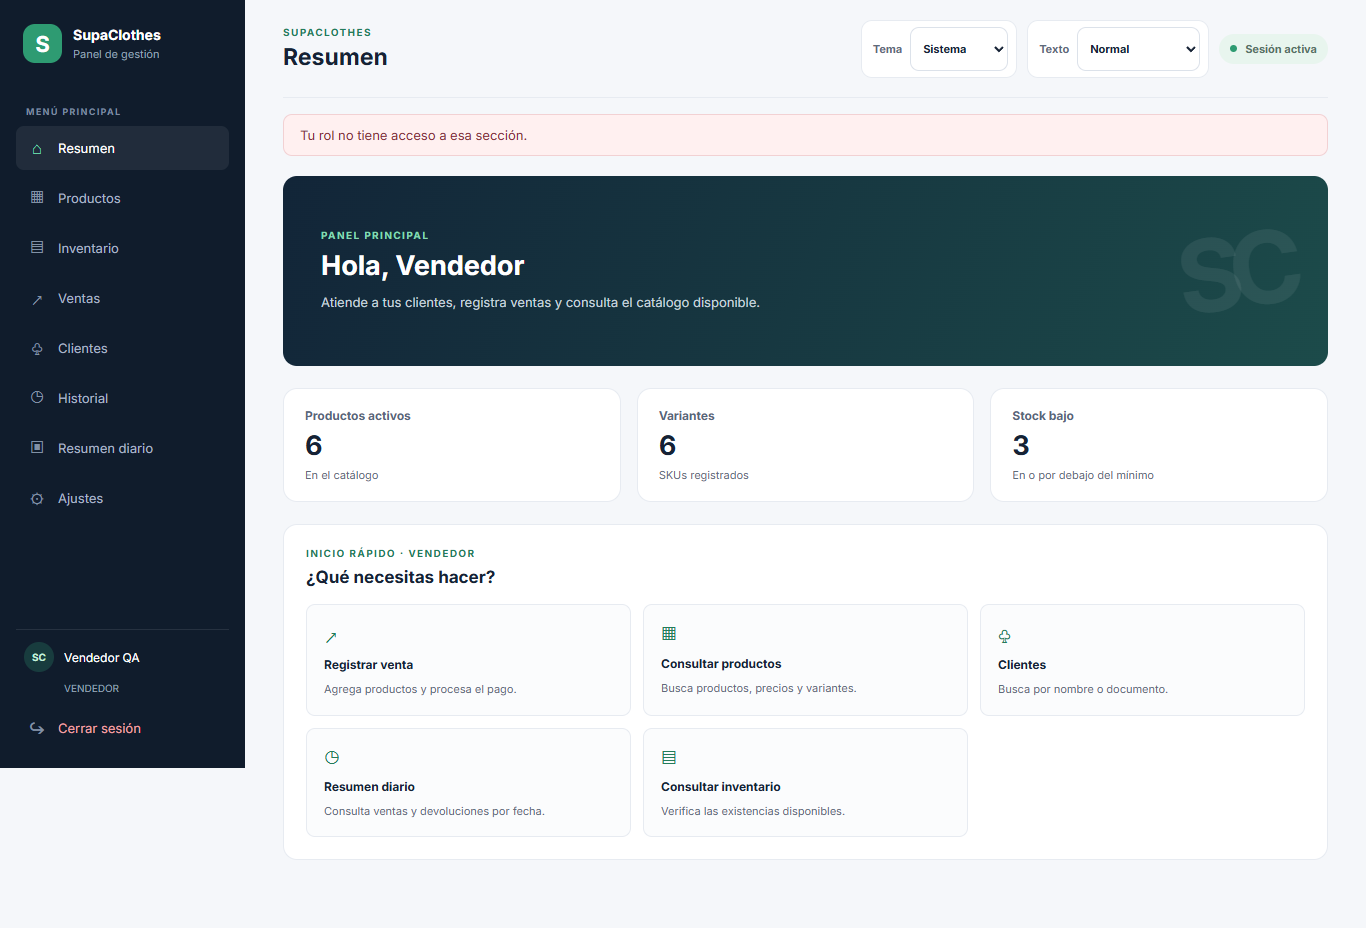 S
SupaClothes
Panel de gestión
MENÚ PRINCIPAL
Resumen
Productos
Inventario
Ventas
Clientes
Historial
Resumen diario
Ajustes
SC
Vendedor QA
VENDEDOR
Cerrar sesión
SUPACLOTHES
Resumen
Tema
Sistema
Texto
Normal
Sesión activa
Tu rol no tiene acceso a esa sección.
PANEL PRINCIPAL
Hola, Vendedor
Atiende a tus clientes, registra ventas y consulta el catálogo disponible.
SC
Productos activos
6
En el catálogo
Variantes
6
SKUs registrados
Stock bajo
3
En o por debajo del mínimo
INICIO RÁPIDO · VENDEDOR
¿Qué necesitas hacer?
Registrar venta
Agrega productos y procesa el pago.
Consultar productos
Busca productos, precios y variantes.
Clientes
Busca por nombre o documento.
Resumen diario
Consulta ventas y devoluciones por fecha.
Consultar inventario
Verifica las existencias disponibles.